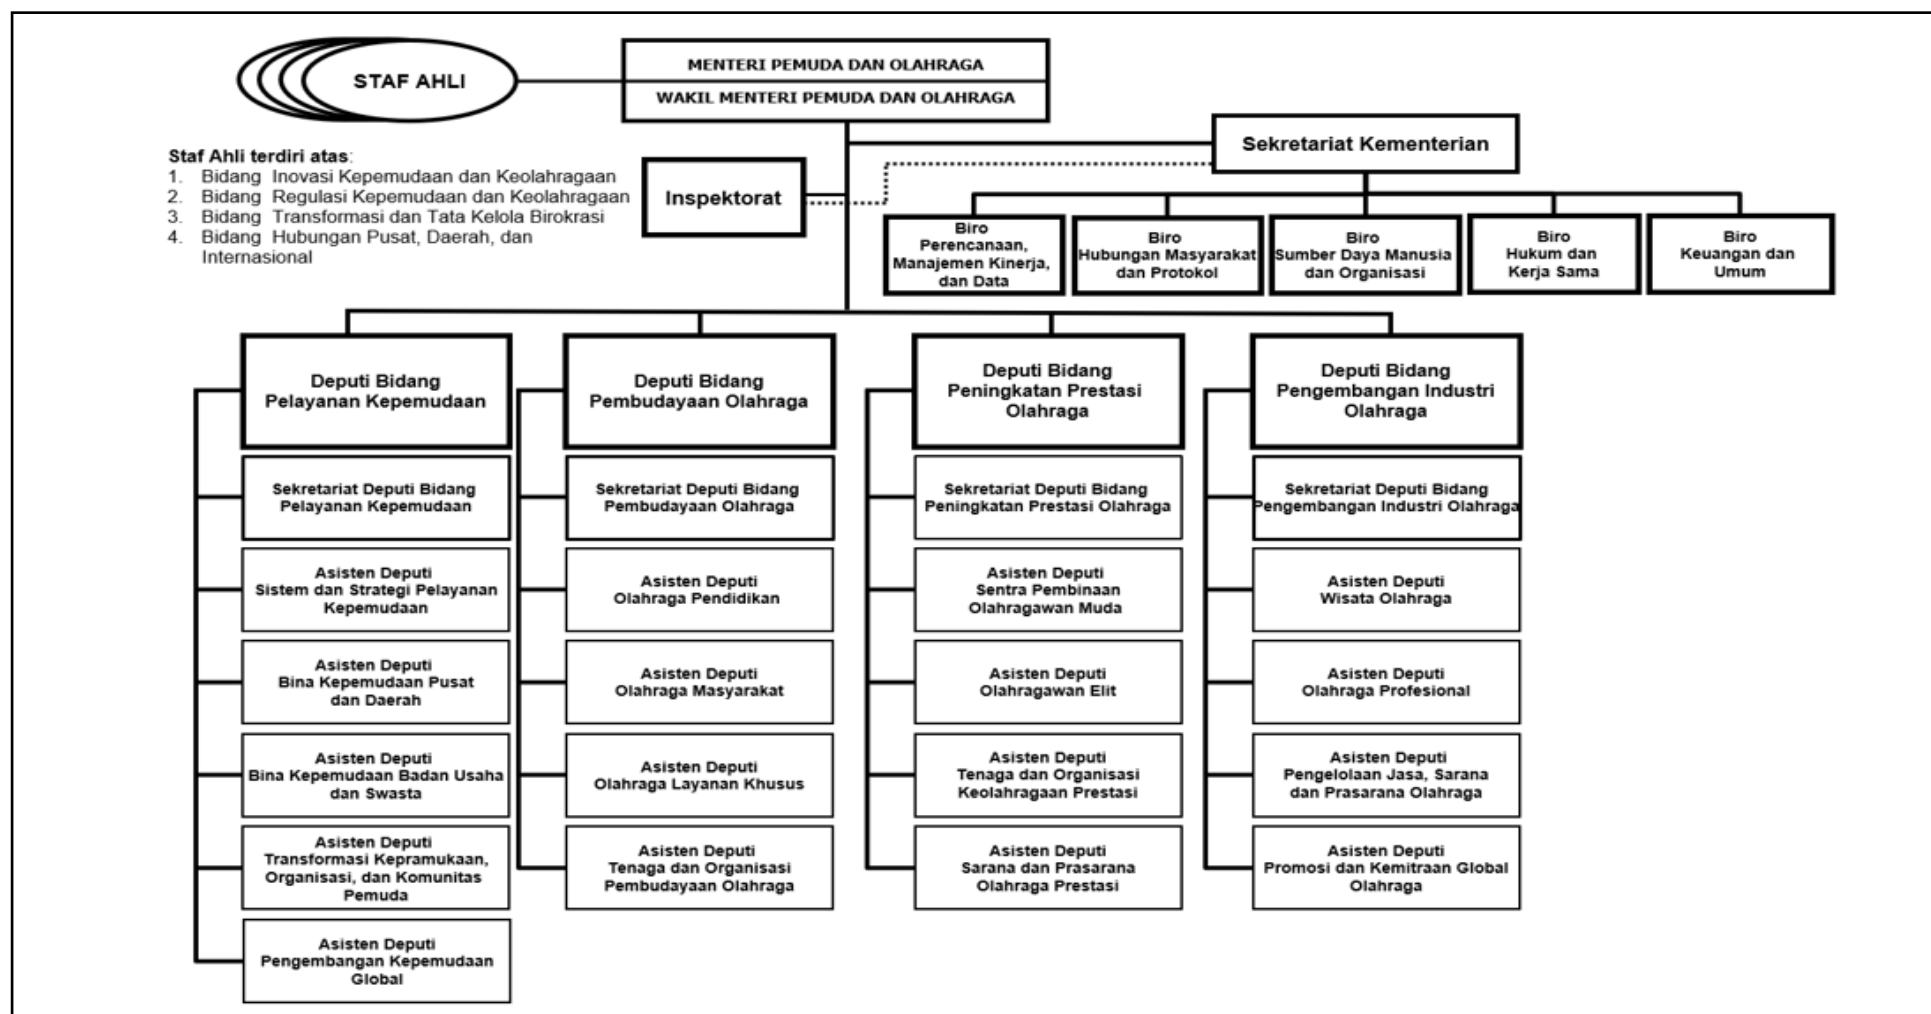 STAF AHLI
MENTERI PEMUDA DAN OLAHRAGA
WAKIL MENTERI PEMUDA DAN OLAHRAGA
Sekretariat Kementerian
Staf Ahli terdiri atas:
1. Bidang Inovasi Kepemudaan dan Keolahragaan
2. Bidang Regulasi Kepemudaan dan Keolahragaan
3. Bidang Transformasi dan Tata Kelola Birokrasi
4. Bidang Hubungan Pusat, Daerah, dan
Internasional
Inspektorat
Biro
Perencanaan,
Manajemen Kinerja,
dan Data
Biro
Hubungan Masyarakat
dan Protokol
Biro
Sumber Daya Manusia
dan Organisasi
Biro
Hukum dan
Kerja Sama
Biro
Keuangan dan
Umum
Deputi Bidang
Pelayanan Kepemudaan
Sekretariat Deputi Bidang
Pelayanan Kepemudaan
Asisten Deputi
Sistem dan Strategi Pelayanan
Kepemudaan
Asisten Deputi
Bina Kepemudaan Pusat
dan Daerah
Asisten Deputi
Bina Kepemudaan Badan Usaha
dan Swasta
Asisten Deputi
Transformasi Kepramukaan,
Organisasi, dan Komunitas
Pemuda
Asisten Deputi
Pengembangan Kepemudaan
Global
Deputi Bidang
Pembudayaan Olahraga
Sekretariat Deputi Bidang
Pembudayaan Olahraga
Asisten Deputi
Olahraga Pendidikan
Asisten Deputi
Olahraga Masyarakat
Asisten Deputi
Olahraga Layanan Khusus
Asisten Deputi
Tenaga dan Organisasi
Pembudayaan Olahraga
Deputi Bidang
Peningkatan Prestasi
Olahraga
Sekretariat Deputi Bidang
Peningkatan Prestasi Olahraga
Asisten Deputi
Sentra Pembinaan
Olahragawan Muda
Asisten Deputi
Olahragawan Elit
Asisten Deputi
Tenaga dan Organisasi
Keolahragaan Prestasi
Asisten Deputi
Sarana dan Prasarana
Olahraga Prestasi
Deputi Bidang
Pengembangan Industri
Olahraga
Sekretariat Deputi Bidang
Pengembangan Industri Olahraga
Asisten Deputi
Wisata Olahraga
Asisten Deputi
Olahraga Profesional
Asisten Deputi
Pengelolaan Jasa, Sarana
dan Prasarana Olahraga
Asisten Deputi
Promosi dan Kemitraan Global
Olahraga